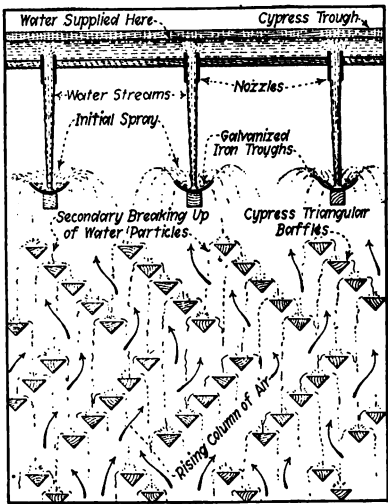 Water Supplied Here
Cypress Trough
Water Streams
Nozzles
Initial Spray
Galvanized
Iron Troughs
Secondary Breaking Up
of Water Particles
Cypress Triangular
Baffles
Rising Column of Air